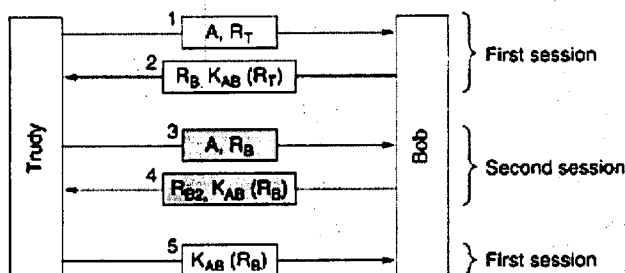 1
A, R_T
2
R_B, K_AB (R_T)
First session
3
A, R_B
4
R_B2, K_AB (R_B)
Second session
5
K_AB (R_B)
First session
Trudy
Bob